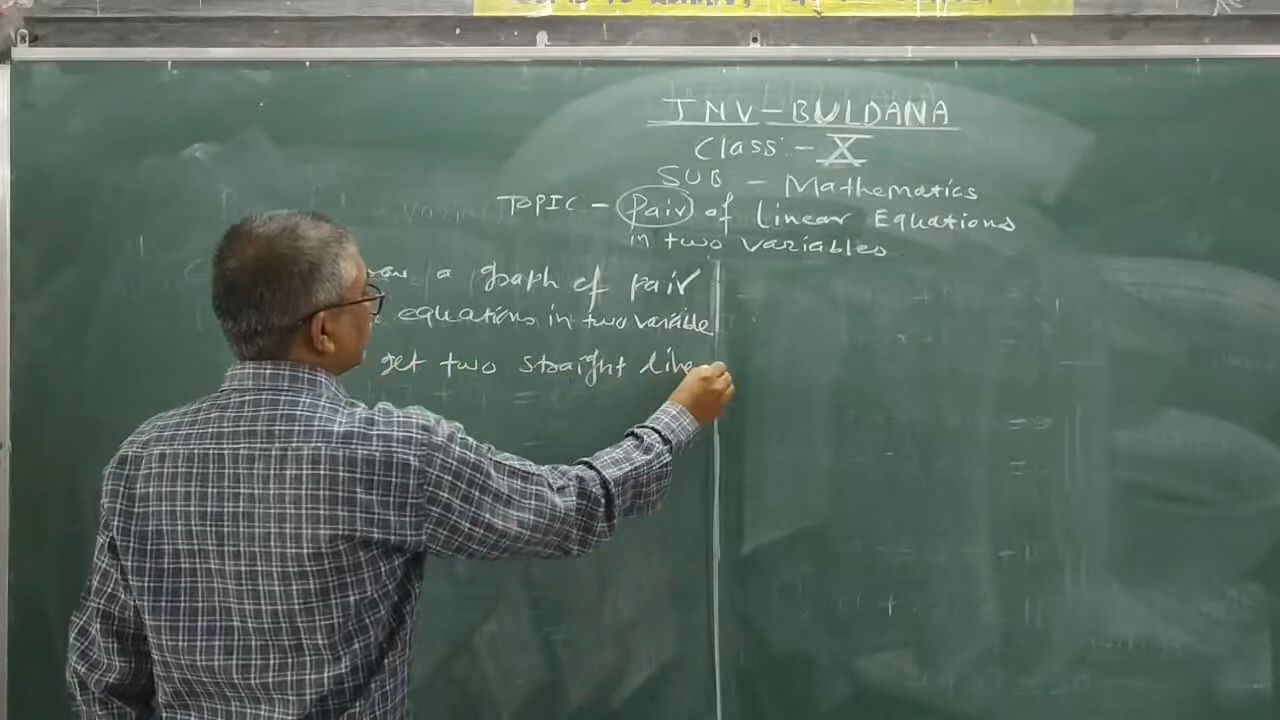 JNV-BULDANA
Class:- X
SUB - Mathematics
TOPIC - Pair of Linear Equations
in two variables
a graph of pair
equations in two variable
get two straight line